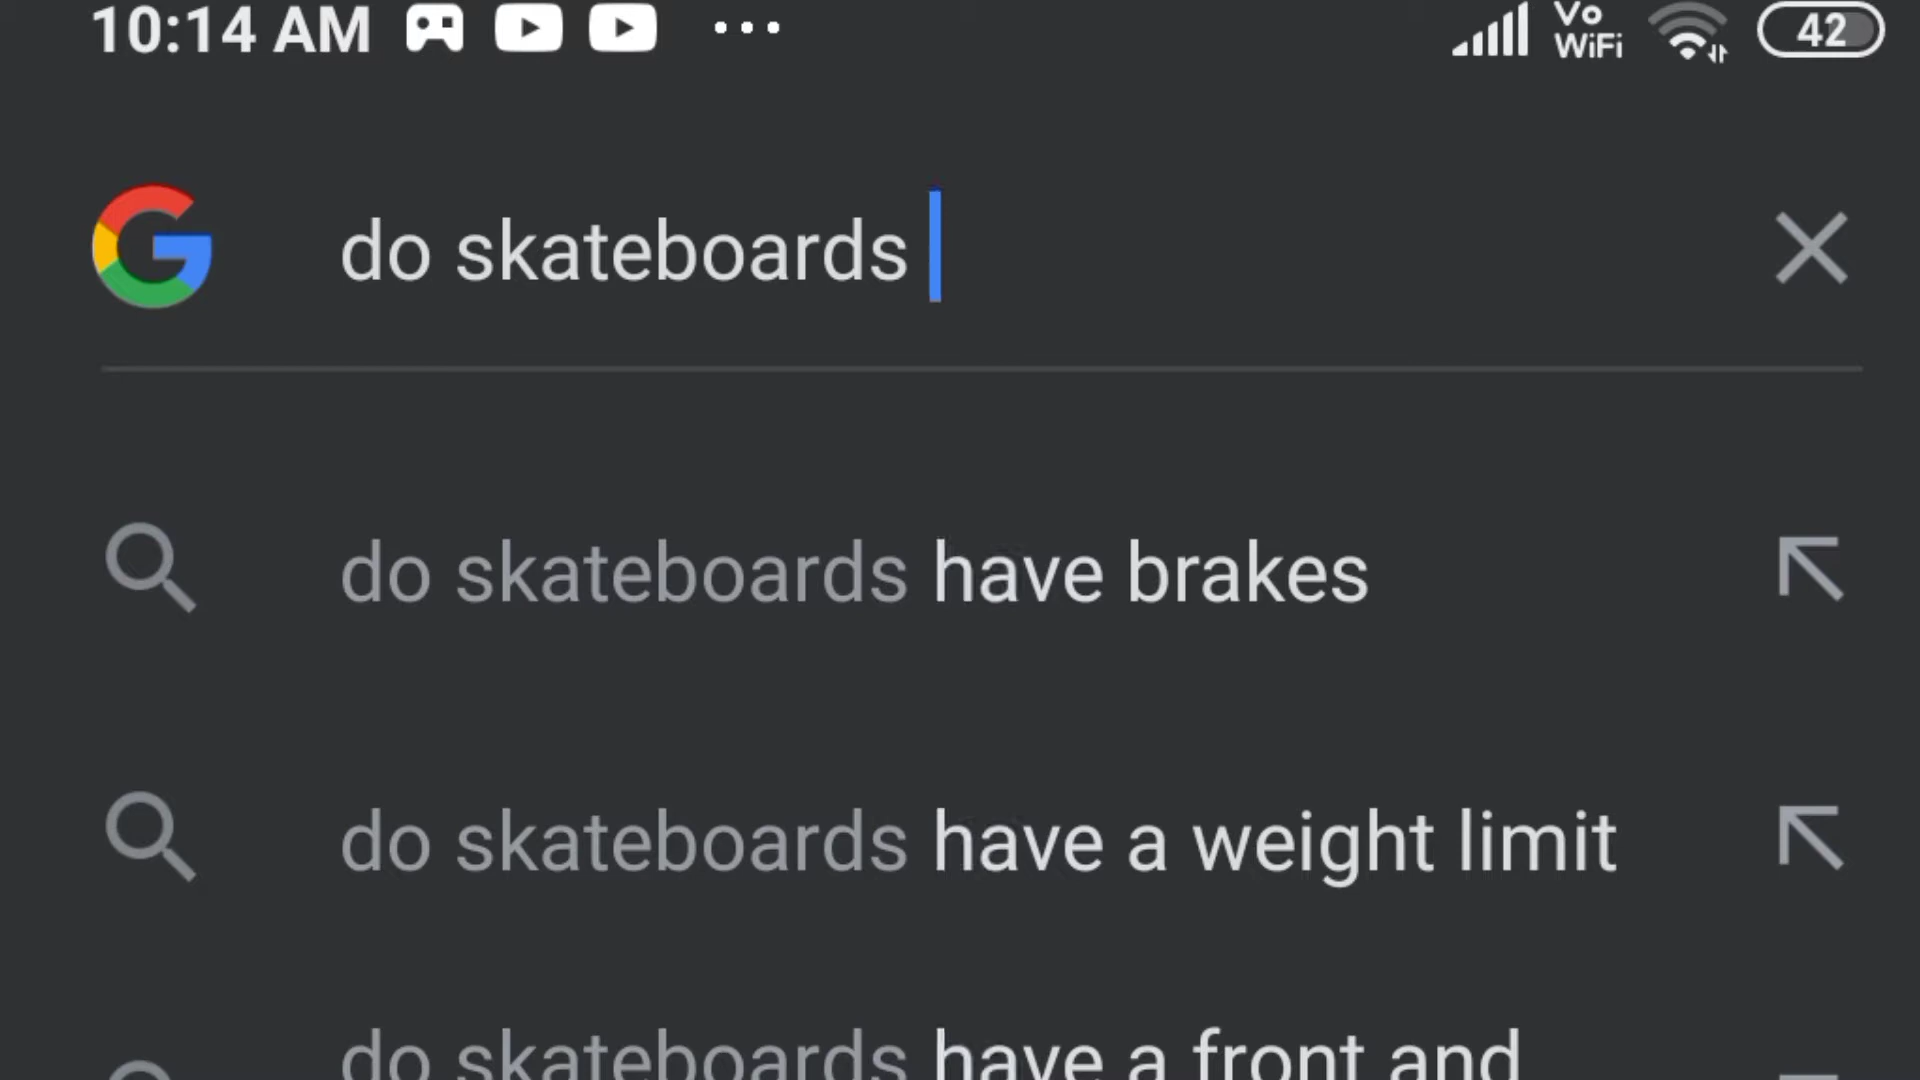 10:14 AM ... Vo WiFi 42
do skateboards
do skateboards have brakes
do skateboards have a weight limit
do skateboards have a front and